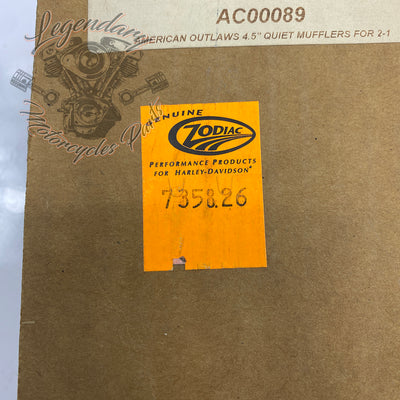 AC00089
AMERICAN OUTLAWS 4.5" QUIET MUFFLERS FOR 2-1
Legendary
Motorcycles Parts
GENUINE
ZODIAC
PERFORMANCE PRODUCTS
FOR HARLEY-DAVIDSON®
735826